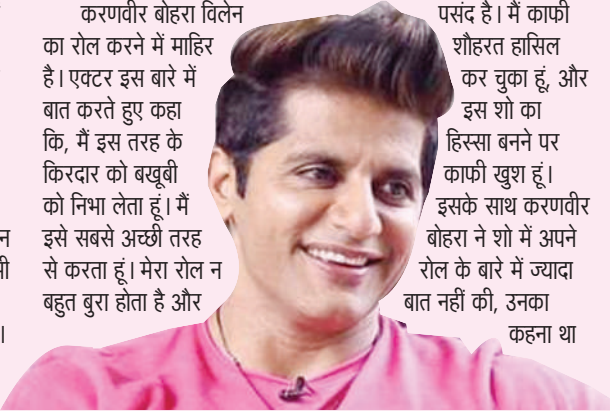 करणवीर बोहरा विलेन
का रोल करने में माहिर
है। एक्टर इस बारे में
बात करते हुए कहा
कि, मैं इस तरह के
किरदार को बखूबी
को निभा लेता हूं। मैं
इसे सबसे अच्छी तरह
से करता हूं। मेरा रोल न
बहुत बुरा होता है और
पसंद है। मैं काफी
शौहरत हासिल
कर चुका हूं, और
इस शो का
हिस्सा बनने पर
काफी खुश हूं।
इसके साथ करणवीर
बोहरा ने शो में अपने
रोल के बारे में ज्यादा
बात नहीं की, उनका
कहना था